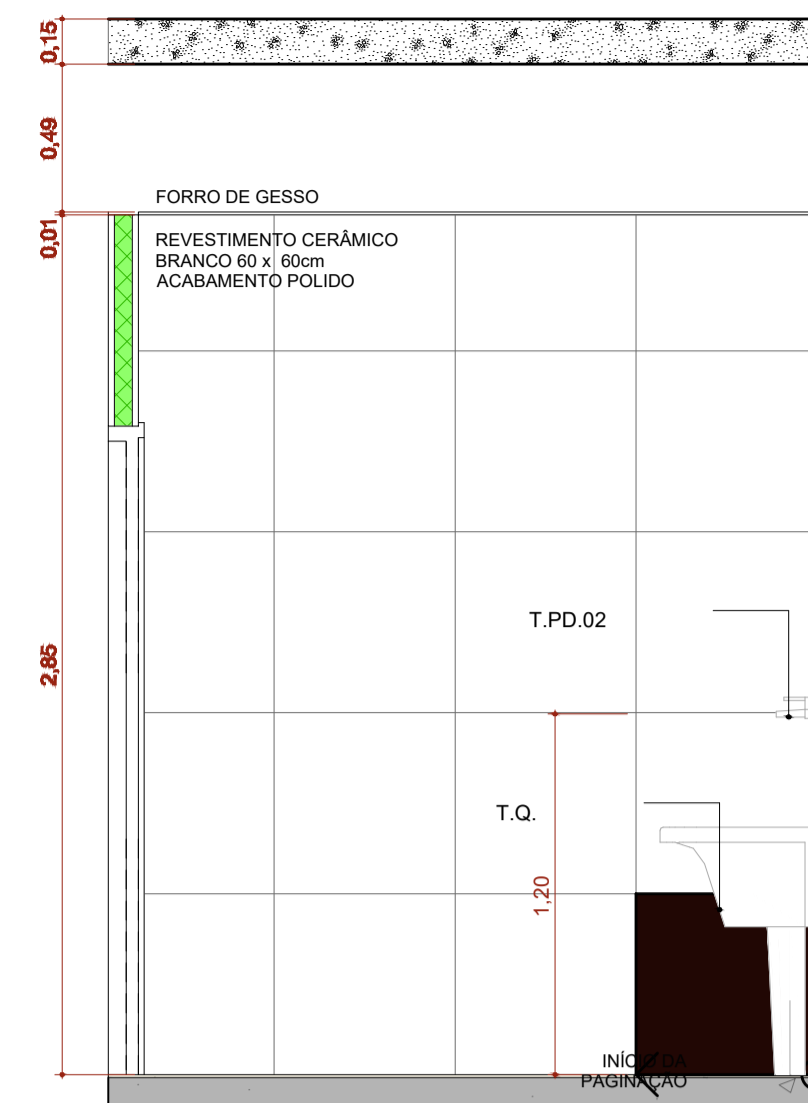 0,15
0,49
FORRO DE GESSO
0,01
REVESTIMENTO CERÂMICO
BRANCO 60 x 60cm
ACABAMENTO POLIDO
T.PD.02
2,85
T.Q.
1,20
INÍCIO DA
PAGINAÇÃO